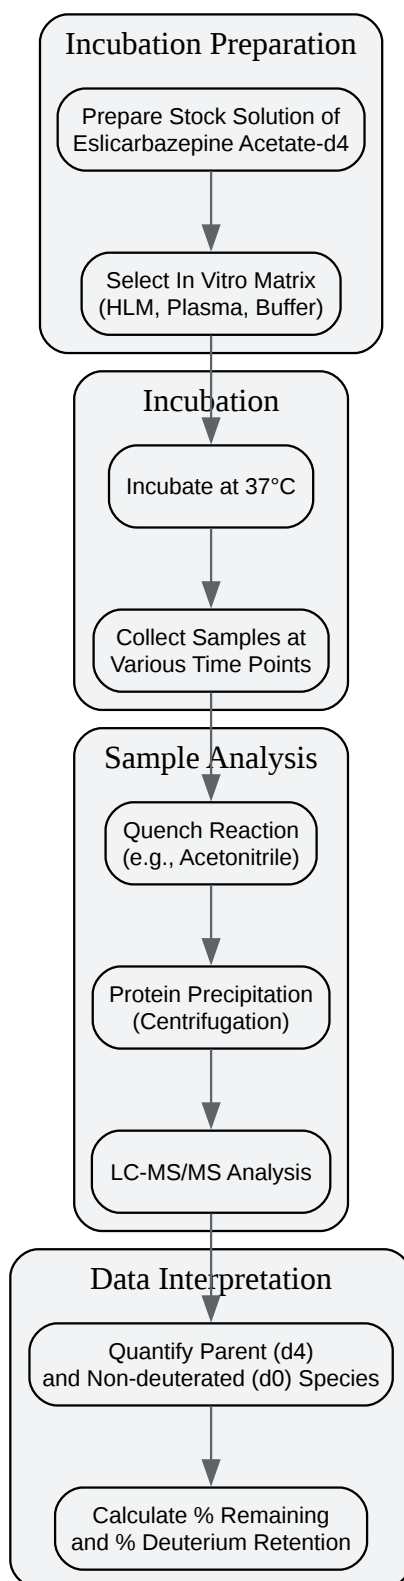 Incubation Preparation
Prepare Stock Solution of
Eslicarbazepine Acetate-d4
Select In Vitro Matrix
(HLM, Plasma, Buffer)
Incubation
Incubate at 37°C
Collect Samples at
Various Time Points
Sample Analysis
Quench Reaction
(e.g., Acetonitrile)
Protein Precipitation
(Centrifugation)
LC-MS/MS Analysis
Data Interpretation
Quantify Parent (d4)
and Non-deuterated (d0) Species
Calculate % Remaining
and % Deuterium Retention